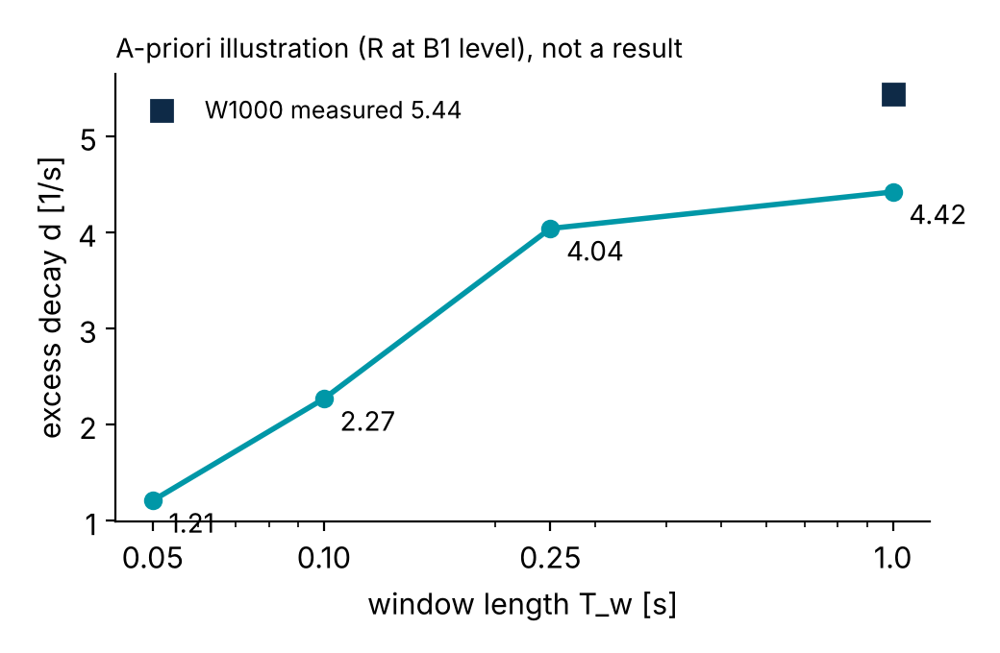 A-priori illustration (R at B1 level), not a result
W1000 measured 5.44
excess decay d [1/s]
5
4
3
2
1
4.42
4.04
2.27
1.21
0.05 0.10 0.25 1.0
window length T_w [s]